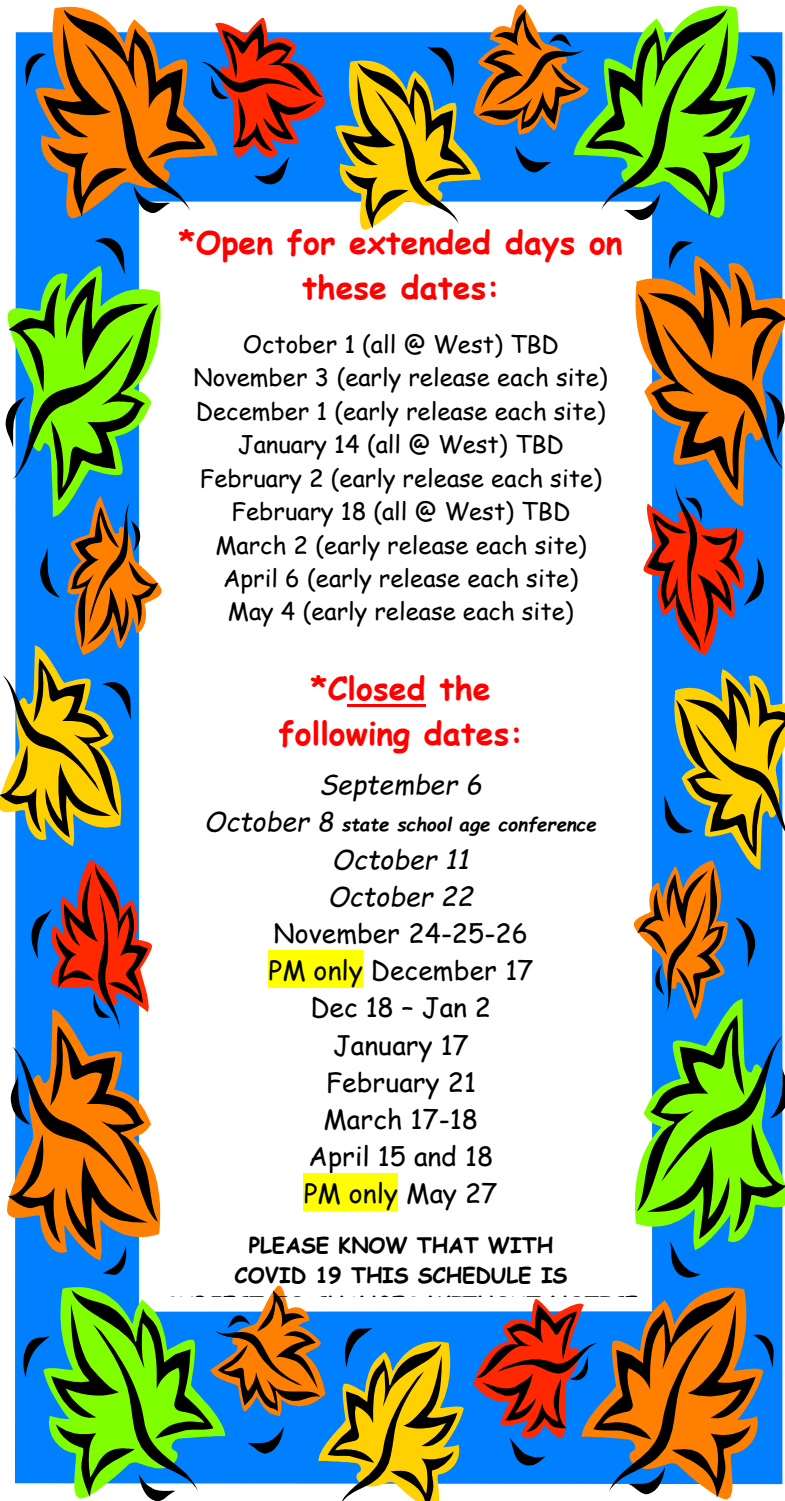 *Open for extended days on
these dates:
October 1 (all @ West) TBD
November 3 (early release each site)
December 1 (early release each site)
January 14 (all @ West) TBD
February 2 (early release each site)
February 18 (all @ West) TBD
March 2 (early release each site)
April 6 (early release each site)
May 4 (early release each site)
*Closed the
following dates:
September 6
October 8 state school age conference
October 11
October 22
November 24-25-26
PM only December 17
Dec 18 – Jan 2
January 17
February 21
March 17-18
April 15 and 18
PM only May 27
PLEASE KNOW THAT WITH
COVID 19 THIS SCHEDULE IS